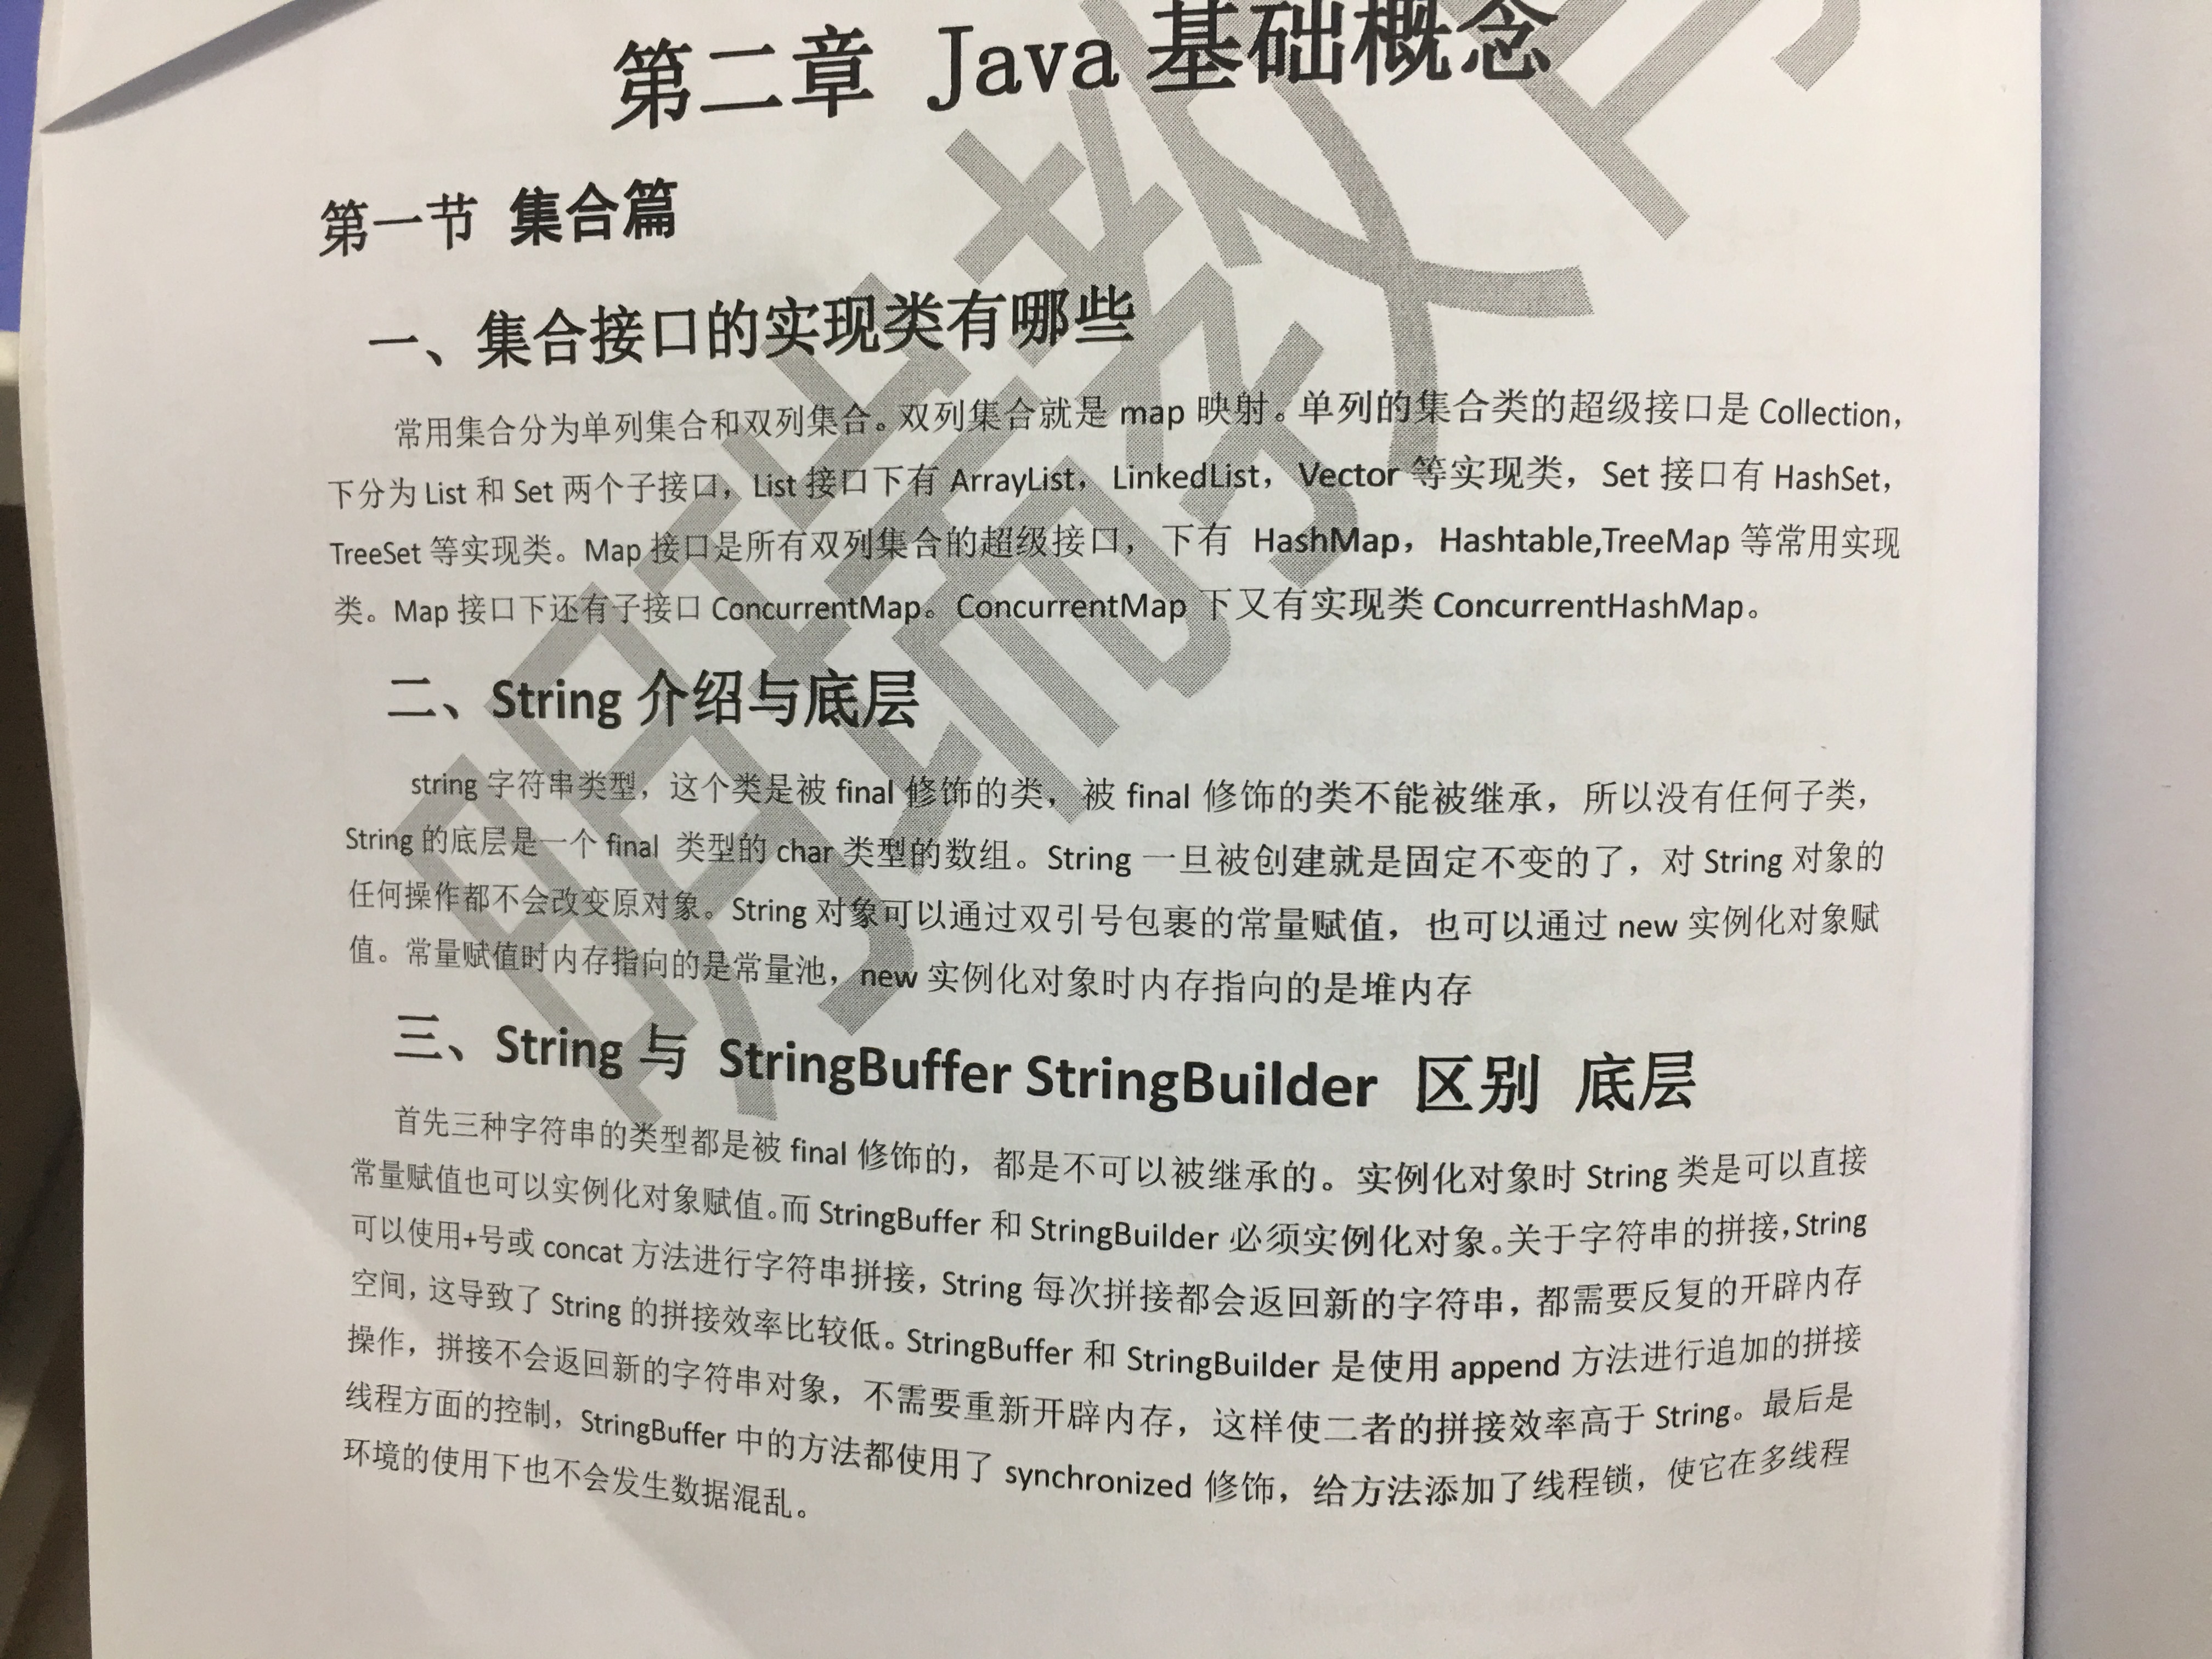 第二章 Java 基础概念
第一节 集合篇
一、集合接口的实现类有哪些
常用集合分为单列集合和双列集合。双列集合就是 map 映射。单列的集合类的超级接口是 Collection，
下分为 List 和 Set 两个子接口，List 接口下有 ArrayList，LinkedList，Vector 等实现类，Set 接口有 HashSet，
TreeSet 等实现类。Map 接口是所有双列集合的超级接口，下有 HashMap，Hashtable,TreeMap 等常用实现
类。Map 接口下还有子接口 ConcurrentMap。ConcurrentMap 下又有实现类 ConcurrentHashMap。
二、String 介绍与底层
string 字符串类型，这个类是被 final 修饰的类，被 final 修饰的类不能被继承，所以没有任何子类，
String 的底层是一个 final 类型的 char 类型的数组。String 一旦被创建就是固定不变的了，对 String 对象的
任何操作都不会改变原对象。String 对象可以通过双引号包裹的常量赋值，也可以通过 new 实例化对象赋
值。常量赋值时内存指向的是常量池，new 实例化对象时内存指向的是堆内存
三、String 与 StringBuffer StringBuilder 区别 底层
首先三种字符串的类型都是被 final 修饰的，都是不可以被继承的。实例化对象时 String 类是可以直接
常量赋值也可以实例化对象赋值。而 StringBuffer 和 StringBuilder 必须实例化对象。关于字符串的拼接，String
可以使用+号或 concat 方法进行字符串拼接，String 每次拼接都会返回新的字符串，都需要反复的开辟内存
空间，这导致了 String 的拼接效率比较低。StringBuffer 和 StringBuilder 是使用 append 方法进行追加的拼接
操作，拼接不会返回新的字符串对象，不需要重新开辟内存，这样使二者的拼接效率高于 String。最后是
线程方面的控制，StringBuffer 中的方法都使用了 synchronized 修饰，给方法添加了线程锁，使它在多线程
环境的使用下也不会发生数据混乱。